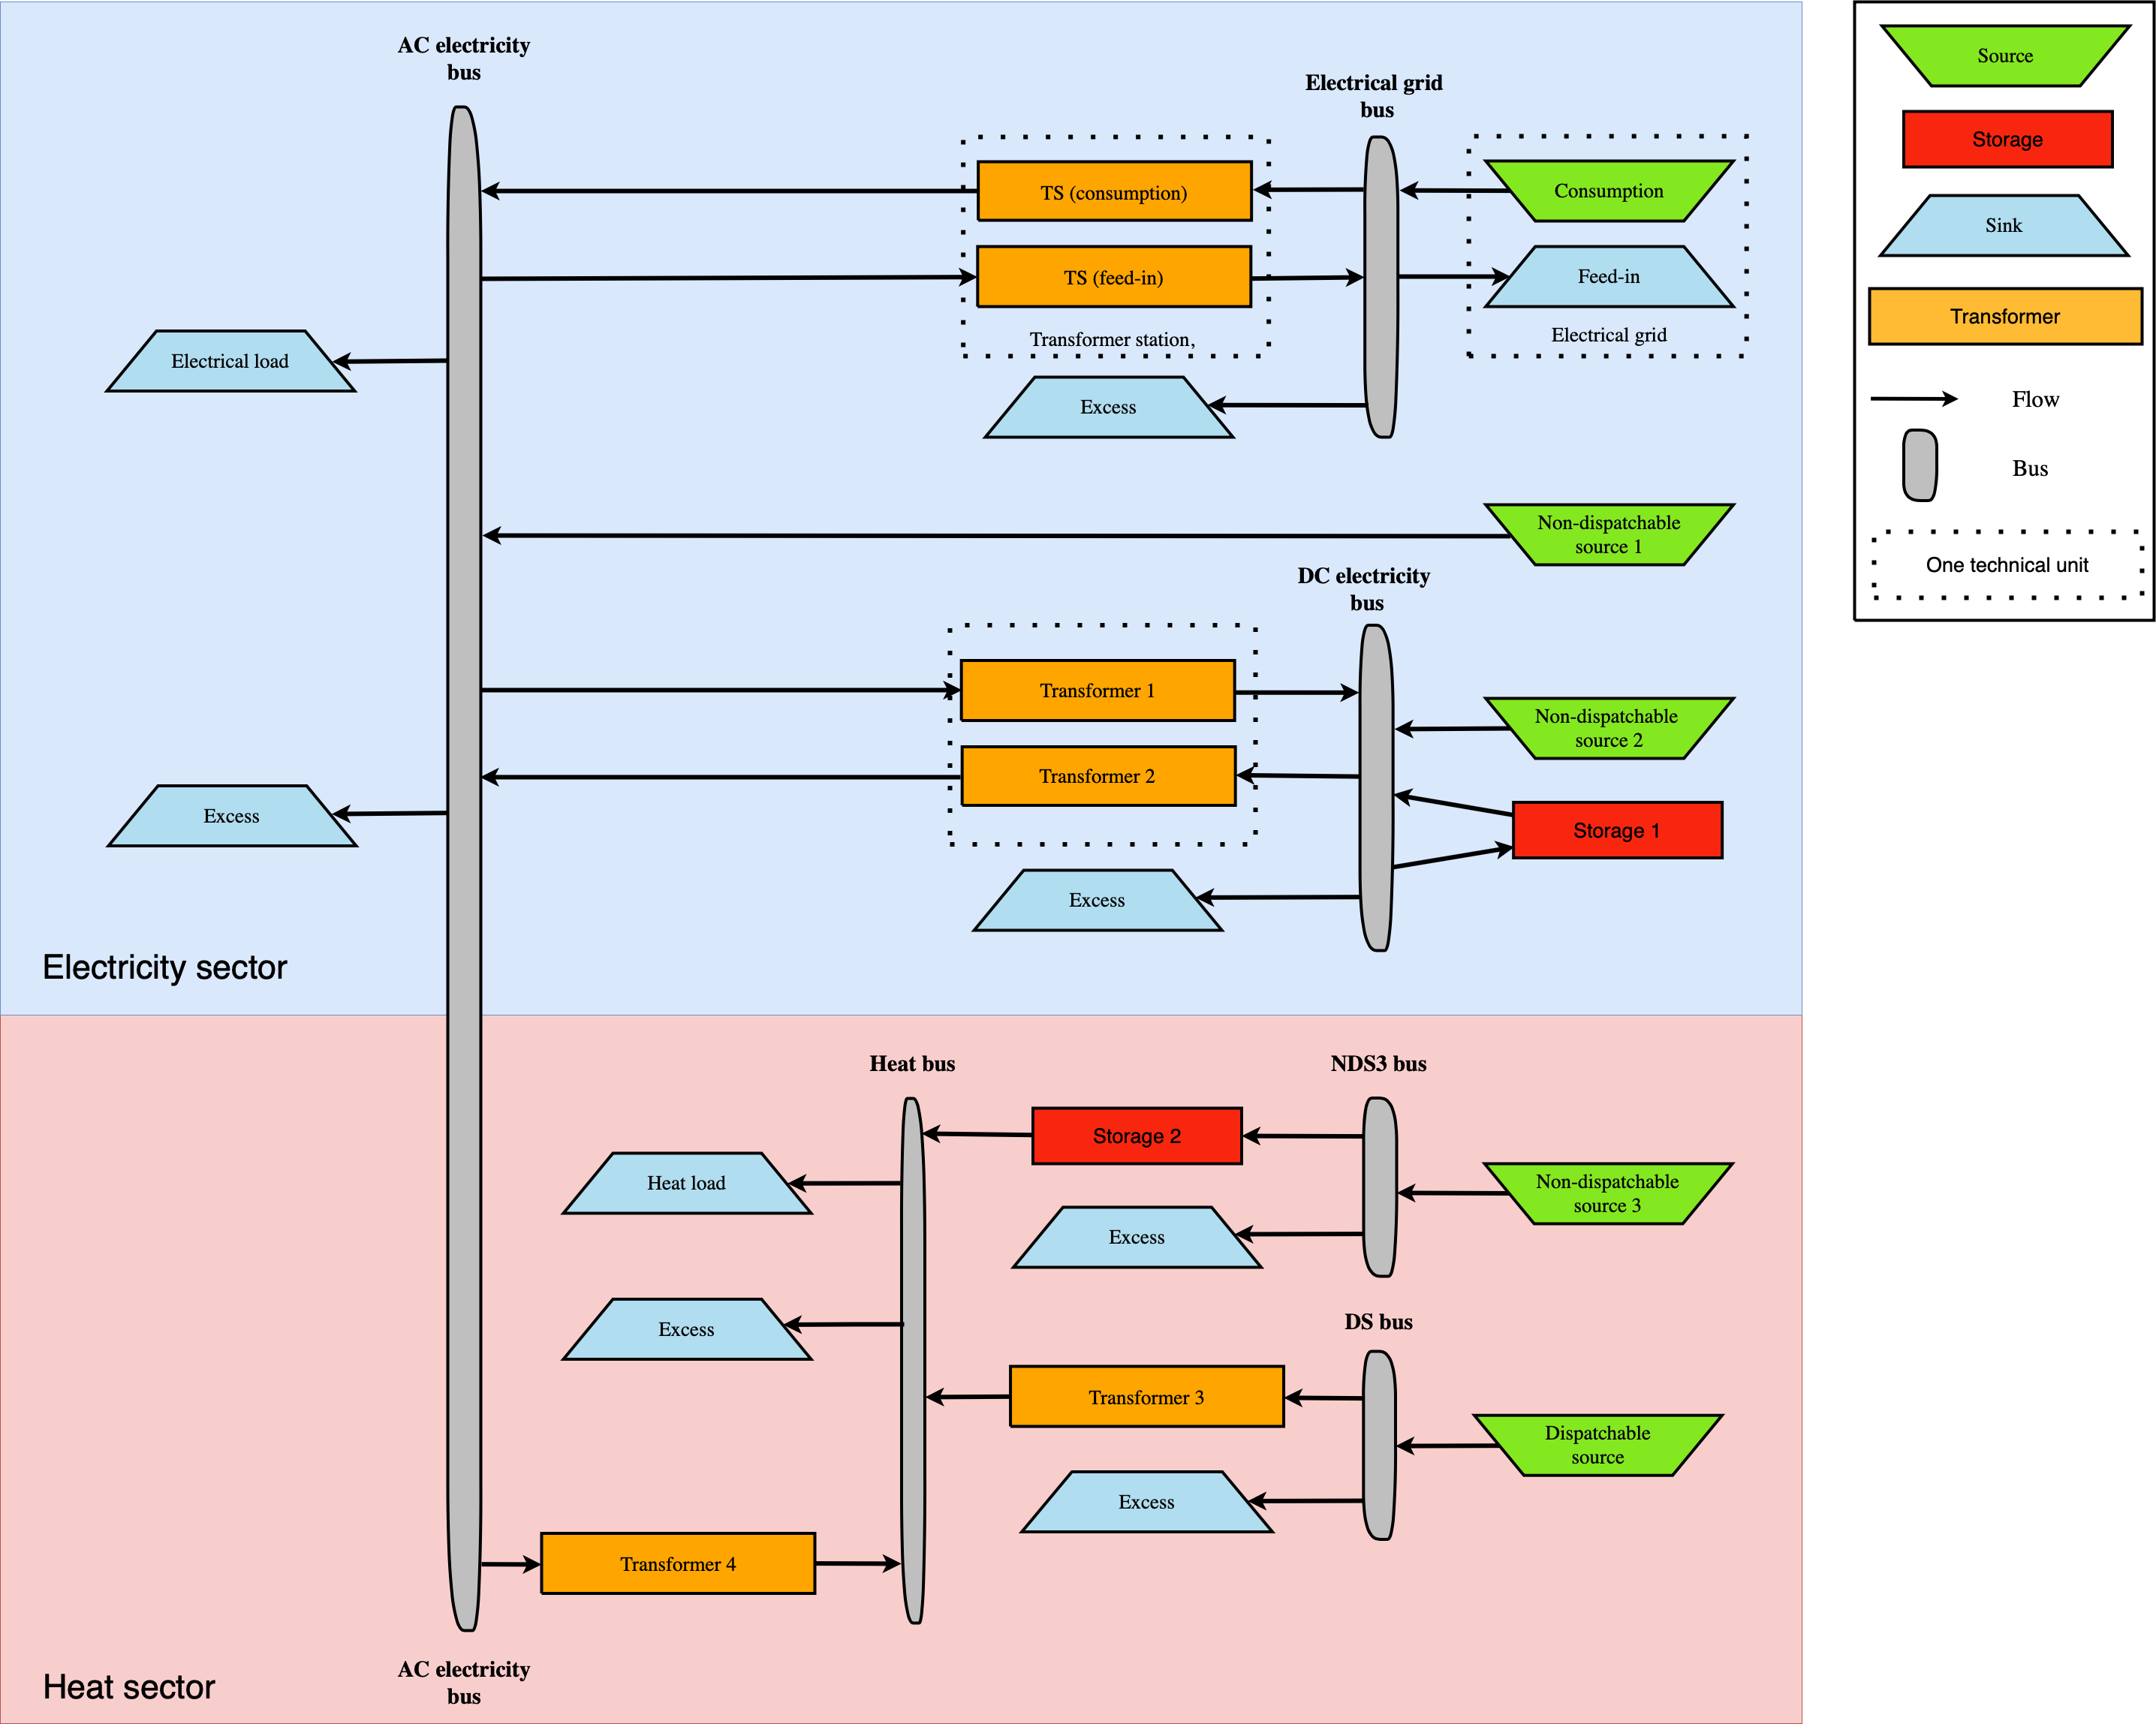 AC electricity
bus
Electrical grid
bus
Source
Storage
Sink
Transformer
Flow
Bus
One technical unit
TS (consumption)
Consumption
TS (feed-in)
Feed-in
Transformer station,
Electrical grid
Electrical load
Excess
Non-dispatchable
source 1
DC electricity
bus
Transformer 1
Non-dispatchable
source 2
Transformer 2
Excess
Storage 1
Excess
Electricity sector
Heat bus
NDS3 bus
Storage 2
Heat load
Non-dispatchable
source 3
Excess
Excess
DS bus
Transformer 3
Dispatchable
source
Excess
Transformer 4
AC electricity
bus
Heat sector